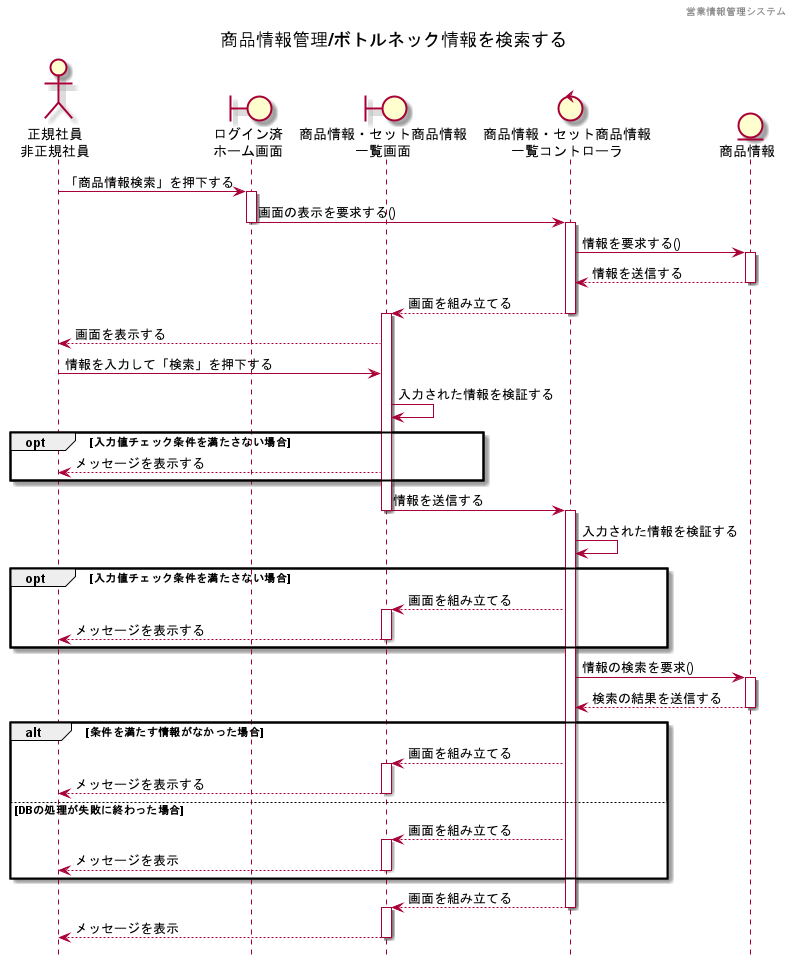 営業情報管理システム
商品情報管理/ボトルネック情報を検索する
正規社員
非正規社員
ログイン済
ホーム画面
商品情報・セット商品情報
一覧画面
商品情報・セット商品情報
一覧コントローラ
商品情報
「商品情報検索」を押下する
画面の表示を要求する()
情報を要求する()
情報を送信する
画面を組み立てる
画面を表示する
情報を入力して「検索」を押下する
入力された情報を検証する
opt [入力値チェック条件を満たさない場合]
メッセージを表示する
情報を送信する
入力された情報を検証する
opt [入力値チェック条件を満たさない場合]
画面を組み立てる
メッセージを表示する
情報の検索を要求()
検索の結果を送信する
alt [条件を満たす情報がなかった場合]
画面を組み立てる
メッセージを表示する
[DBの処理が失敗に終わった場合]
画面を組み立てる
メッセージを表示
画面を組み立てる
メッセージを表示